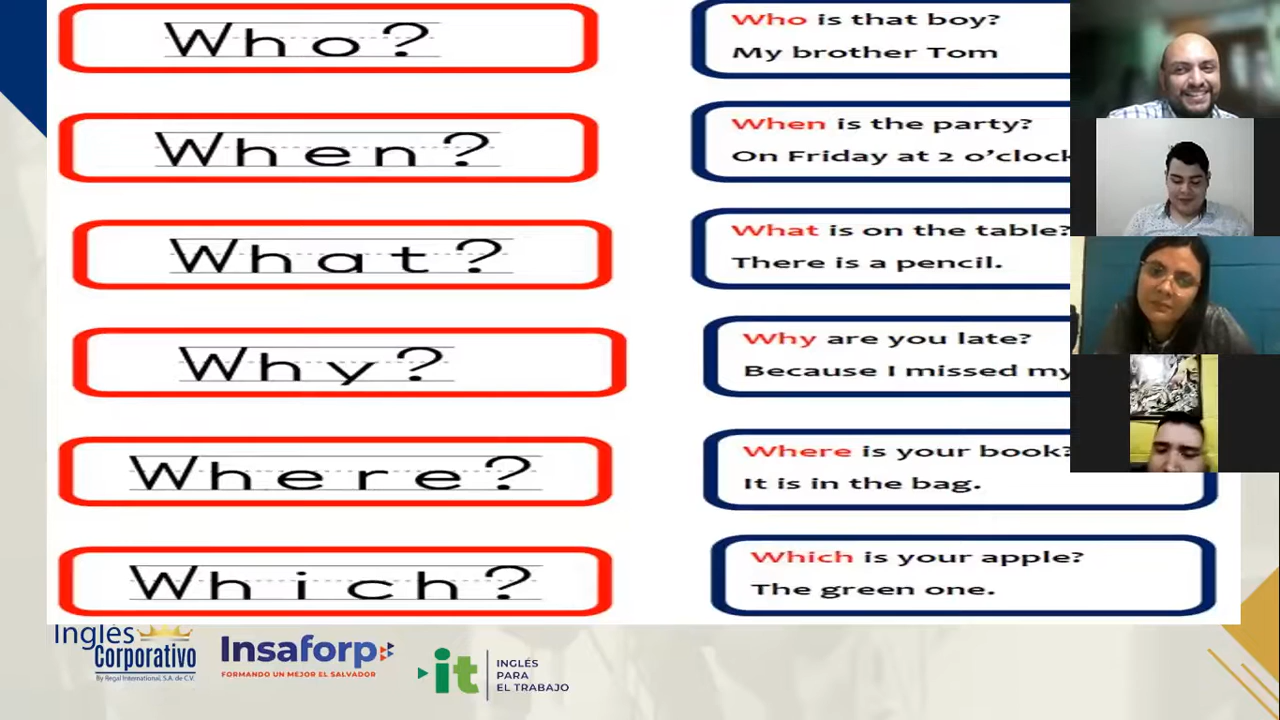 Who?
Who is that boy?
My brother Tom
When?
When is the party?
On Friday at 2 o’clock
What?
What is on the table?
There is a pencil.
Why?
Why are you late?
Because I missed my
Where?
Where is your book?
It is in the bag.
Which?
Which is your apple?
The green one.
Inglés
Corporativo
By Regal International, S.A. de C.V.
Insaforp
FORMANDO UN MEJOR EL SALVADOR
it
INGLÉS
PARA
EL TRABAJO